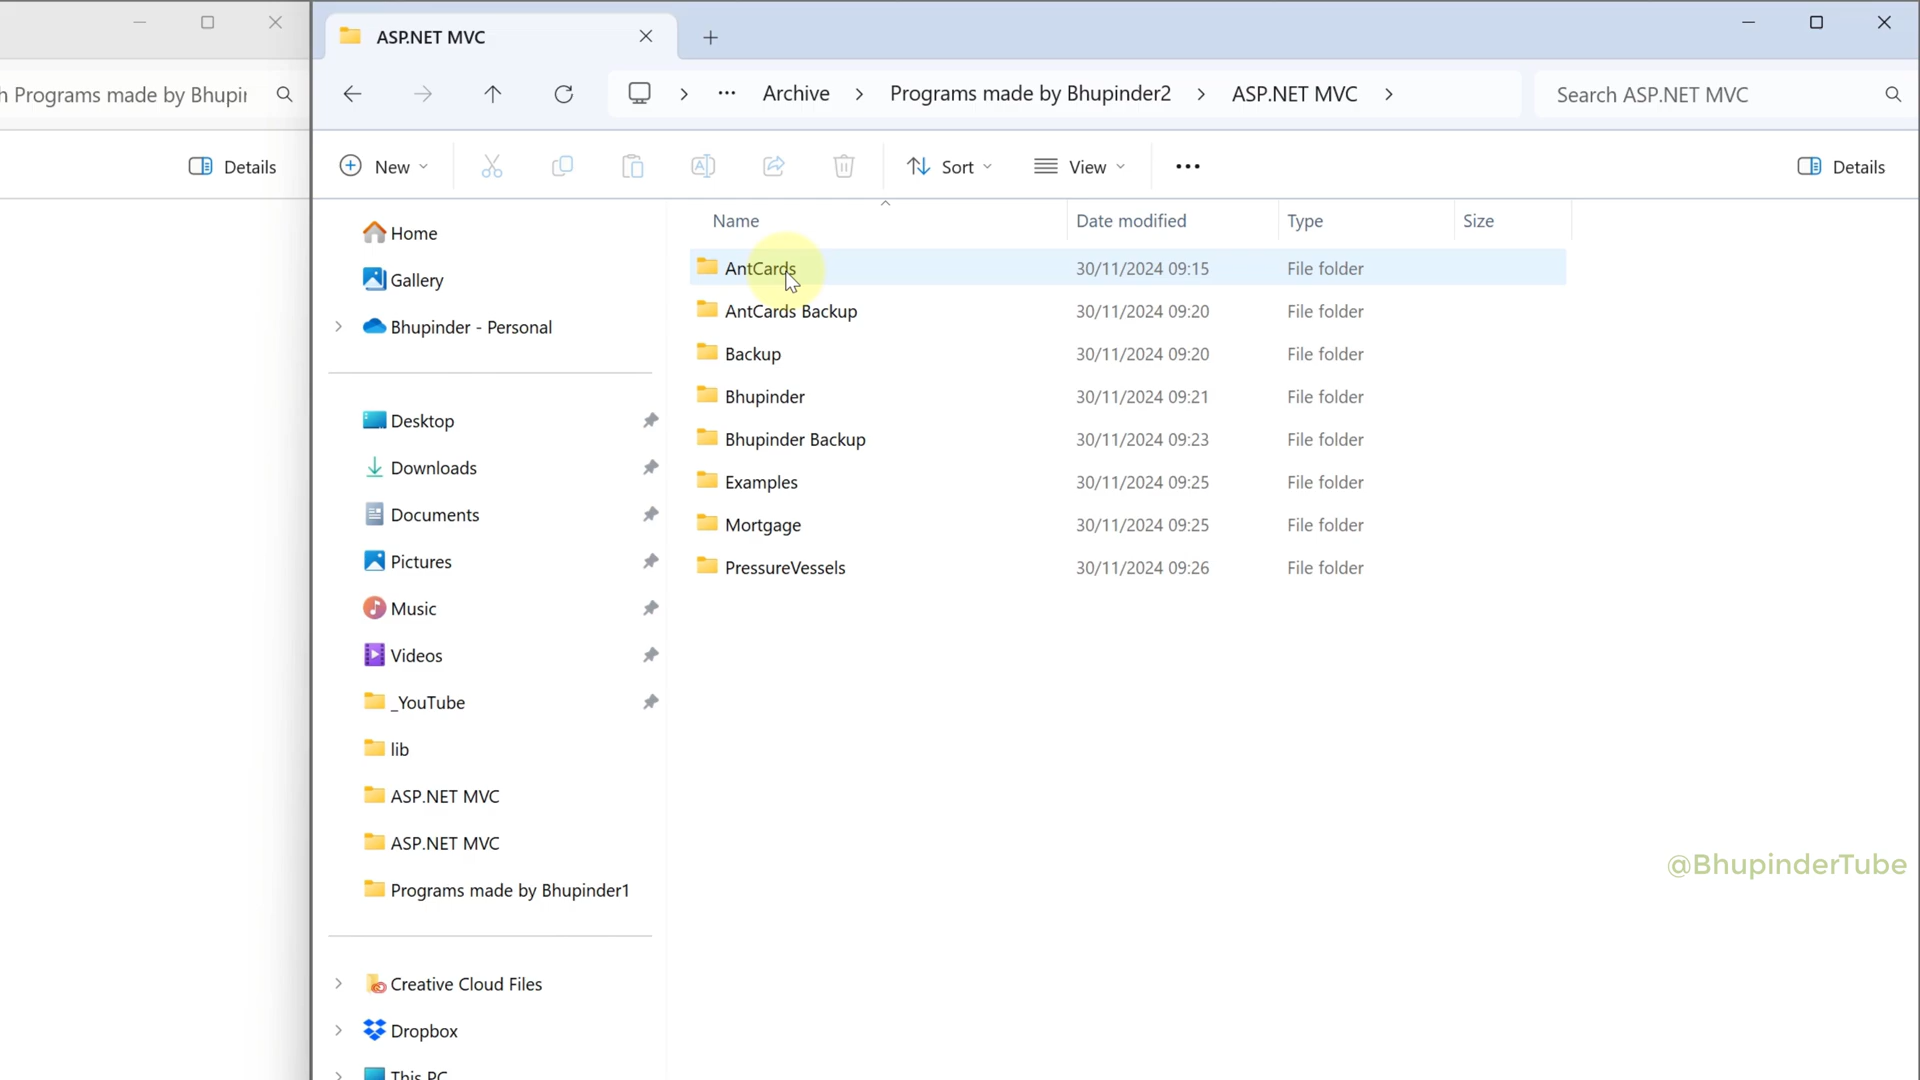 h Programs made by Bhupir
Details
ASP.NET MVC
Archive
Programs made by Bhupinder2
ASP.NET MVC
Search ASP.NET MVC
New
Sort
View
Details
Home
Gallery
Bhupinder - Personal
Desktop
Downloads
Documents
Pictures
Music
Videos
_YouTube
lib
ASP.NET MVC
ASP.NET MVC
Programs made by Bhupinder1
Creative Cloud Files
Dropbox
This PC
Name Date modified Type Size
AntCards 30/11/2024 09:15 File folder
AntCards Backup 30/11/2024 09:20 File folder
Backup 30/11/2024 09:20 File folder
Bhupinder 30/11/2024 09:21 File folder
Bhupinder Backup 30/11/2024 09:23 File folder
Examples 30/11/2024 09:25 File folder
Mortgage 30/11/2024 09:25 File folder
PressureVessels 30/11/2024 09:26 File folder
@BhupinderTube